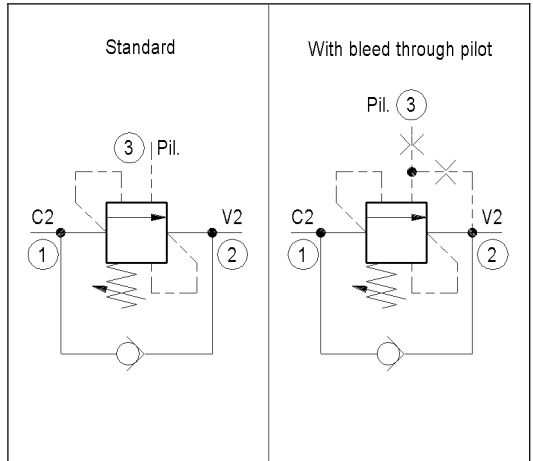 Standard
3 Pil.
C2 V2
1 2
With bleed through pilot
Pil. 3
C2 V2
1 2